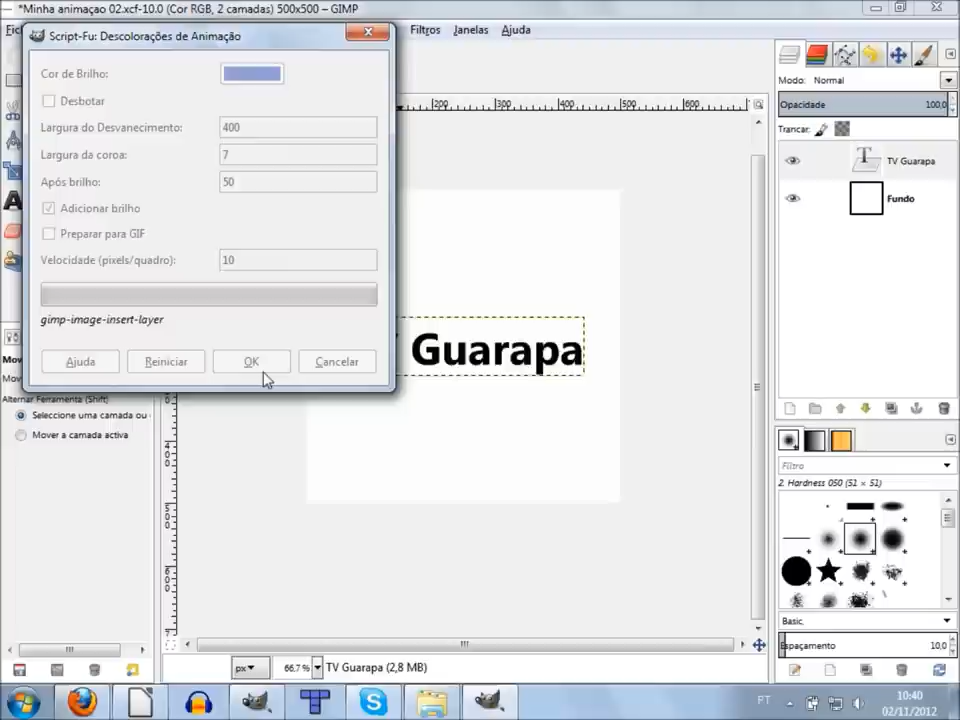 *Minha animaçao 02.xcf-10.0 (Cor RGB, 2 camadas) 500x500 – GIMP
Filtros Janelas Ajuda
Script-Fu: Descolorações de Animação
Cor de Brilho:
Desbotar
Largura do Desvanecimento: 400
Largura da coroa: 7
Após brilho: 50
Adicionar brilho
Preparar para GIF
Velocidade (pixels/quadro): 10
gimp-image-insert-layer
Ajuda Reiniciar OK Cancelar
Alternar Ferramenta (Shift)
Seleccione uma camada ou
Mover a camada activa
200 300 400 500 600
Guarapa
Modo: Normal
Opacidade 100,0
Trancar:
TV Guarapa
Fundo
Filtro
2. Hardness 050 (51 × 51)
Basic,
Espaçamento 10,0
px 66,7% TV Guarapa (2,8 MB)
PT
10:40
02/11/2012